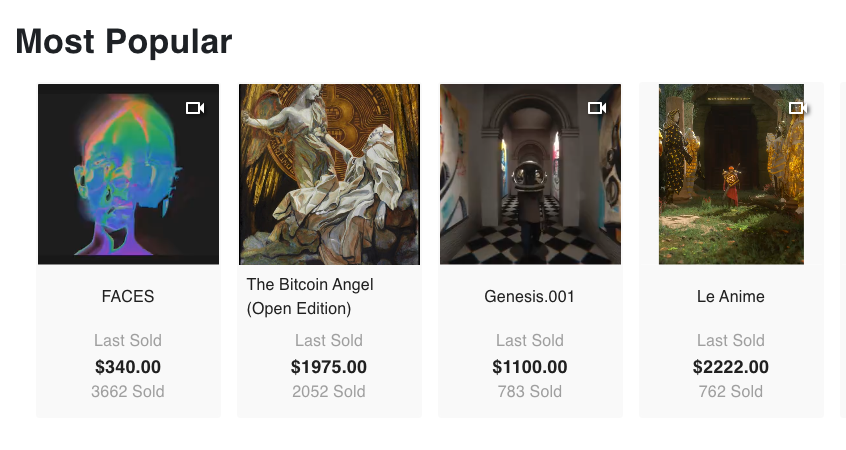 Most Popular
FACES
Last Sold
$340.00
3662 Sold
The Bitcoin Angel
(Open Edition)
Last Sold
$1975.00
2052 Sold
Genesis.001
Last Sold
$1100.00
783 Sold
Le Anime
Last Sold
$2222.00
762 Sold